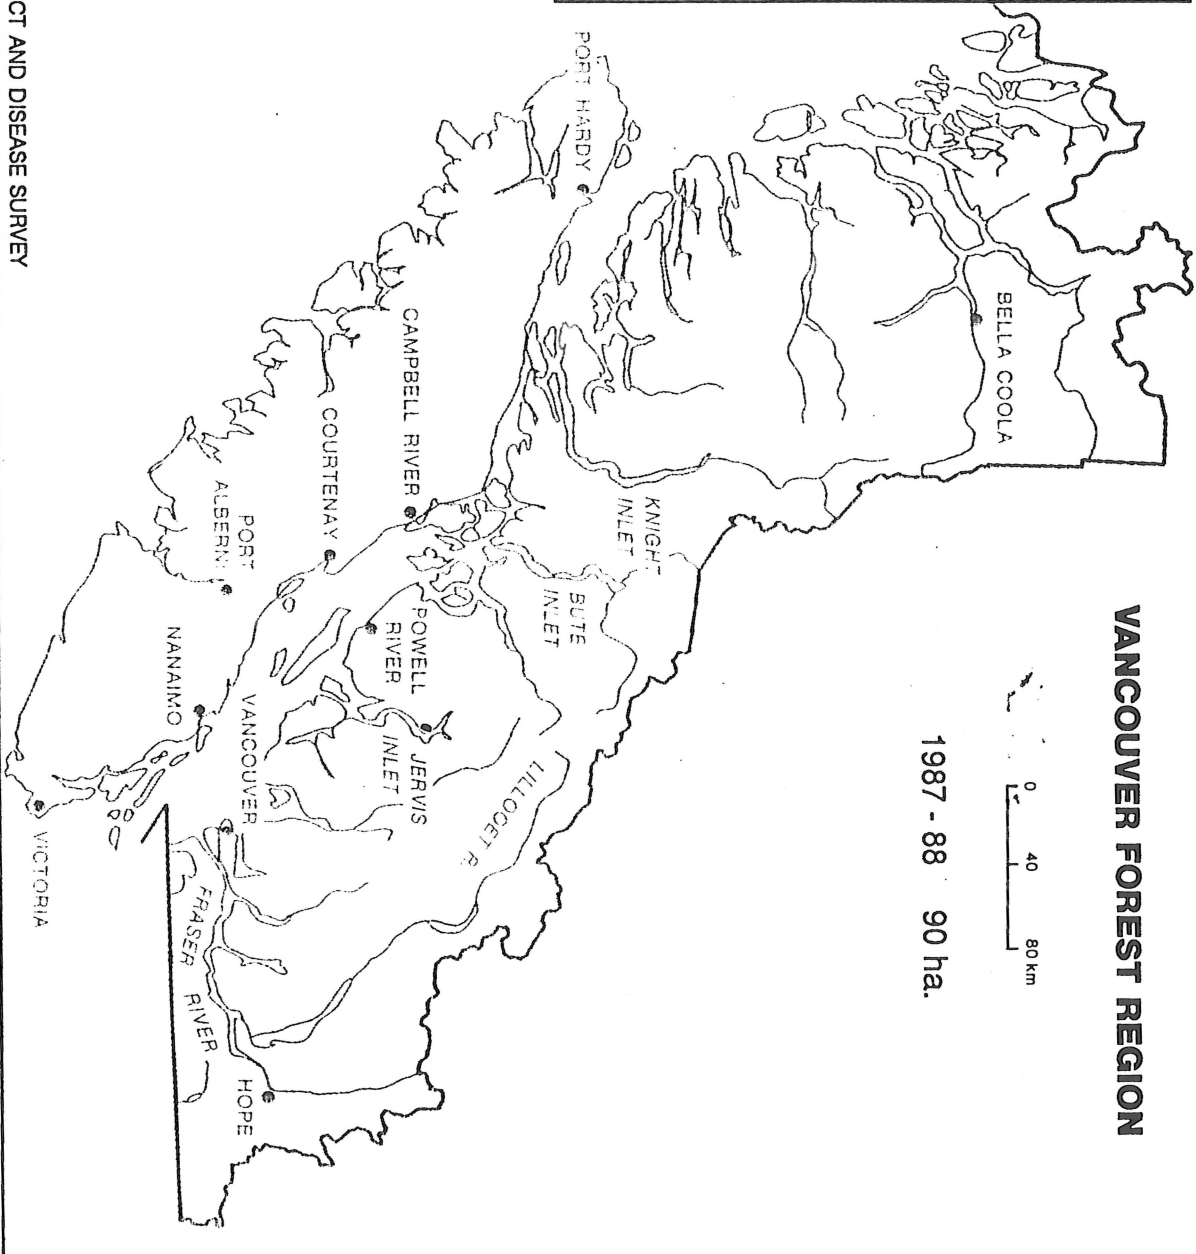 VANCOUVER FOREST REGION
0 40 80 km
1987 - 88 90 ha.
BELLA COOLA
PORT HARDY
KNIGHT
INLET
BUTE
INLET
CAMPBELL RIVER
COURTENAY
POWELL
RIVER
JERVIS
INLET
LILLOOET R.
PORT
ALBERNI
NANAIMO
VANCOUVER
FRASER RIVER
HOPE
VICTORIA
CT AND DISEASE SURVEY